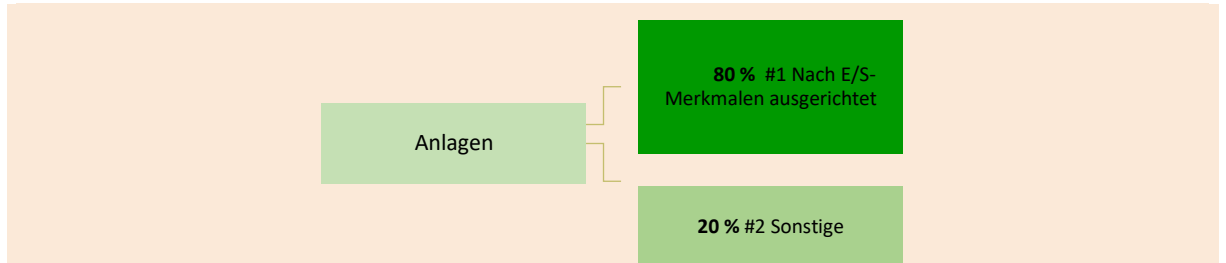 80 % #1 Nach E/S-
Merkmalen ausgerichtet
Anlagen
20 % #2 Sonstige